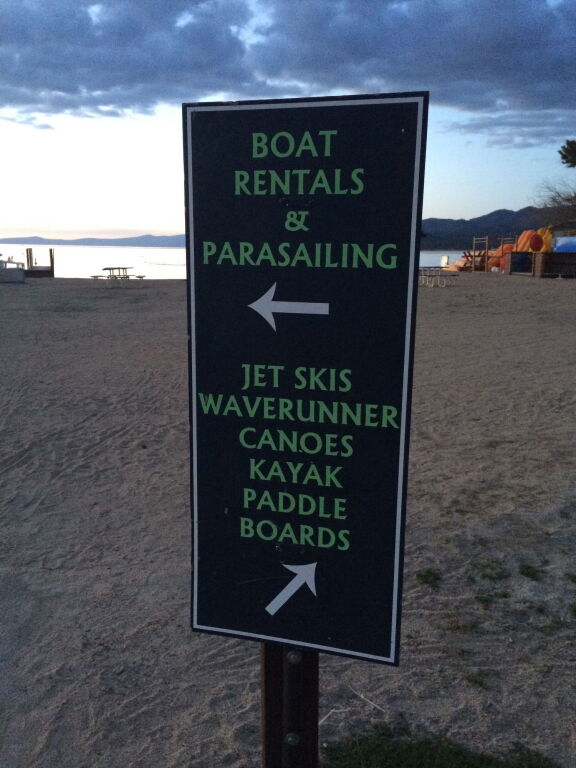 BOAT
RENTALS
&
PARASAILING
JET SKIS
WAVERUNNER
CANOES
KAYAK
PADDLE
BOARDS